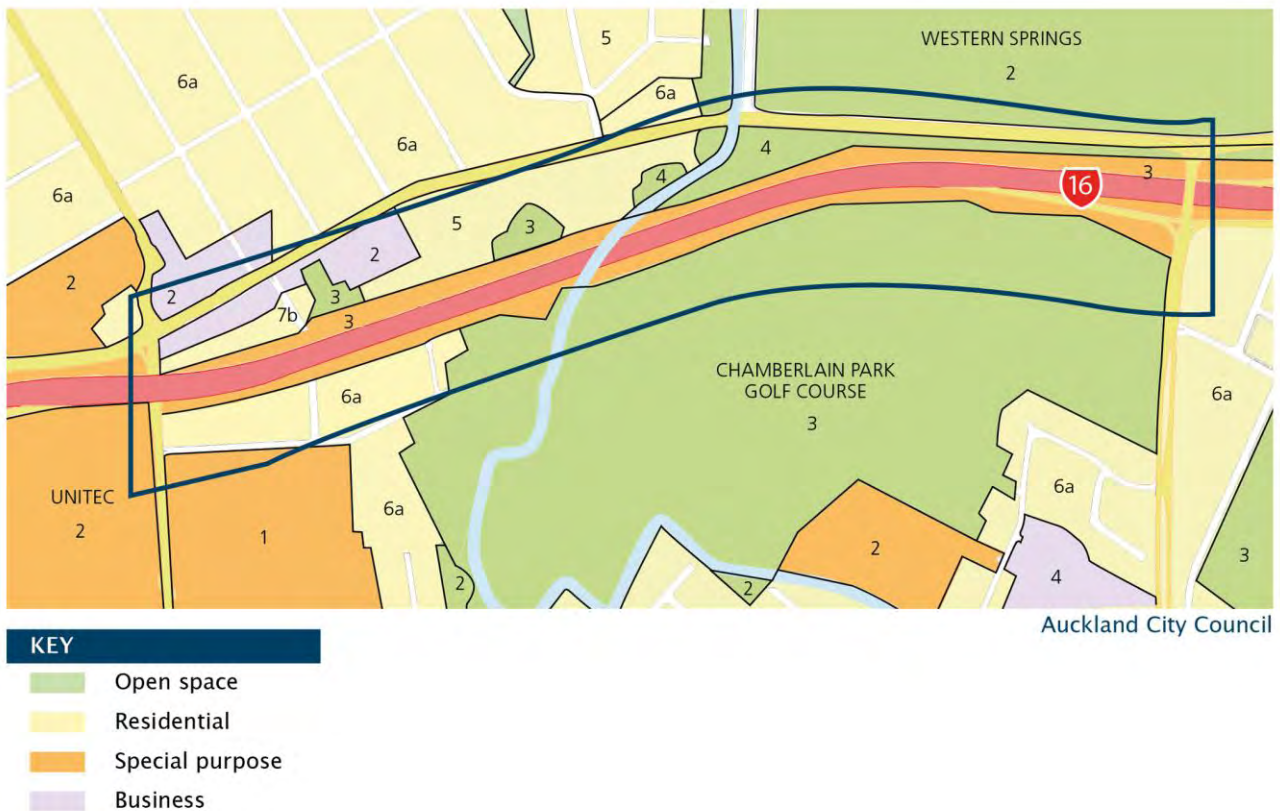 5
WESTERN SPRINGS
2
6a
6a
6a
4
3
16
6a
4
5
3
2
2
2
3
7b
3
6a
CHAMBERLAIN PARK
GOLF COURSE
3
6a
UNITEC
2
1
6a
6a
2
4
3
2
2
Auckland City Council
KEY
Open space
Residential
Special purpose
Business